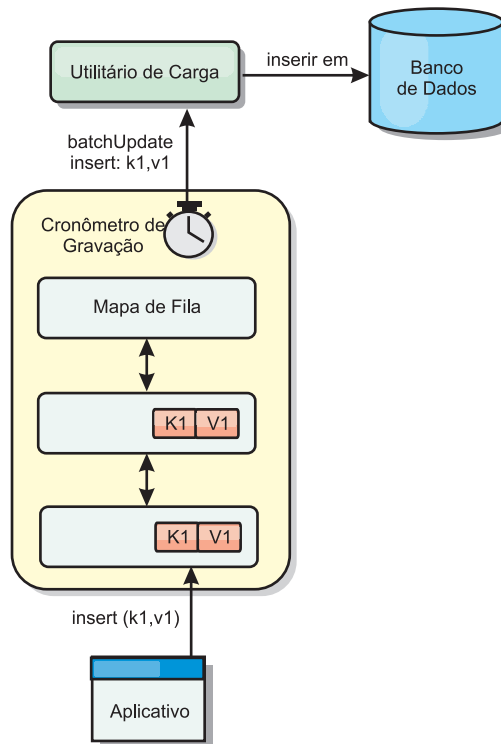 Utilitário de Carga
inserir em
Banco
de Dados
batchUpdate
insert: k1,v1
Cronômetro de
Gravação
Mapa de Fila
K1 V1
K1 V1
insert (k1,v1)
Aplicativo